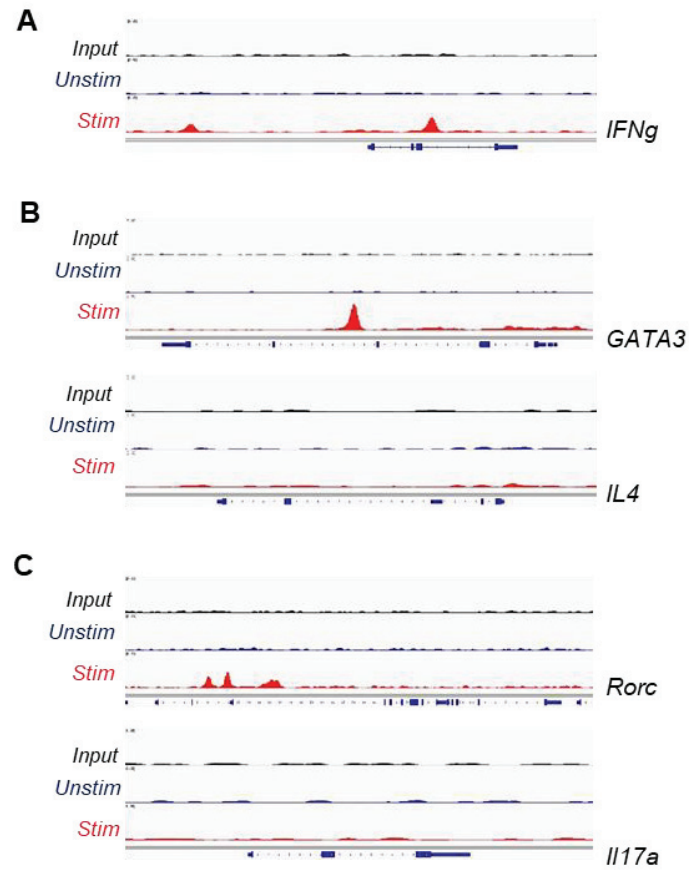 A
Input
Unstim
Stim
IFNg
B
Input
Unstim
Stim
GATA3
Input
Unstim
Stim
IL4
C
Input
Unstim
Stim
Rorc
Input
Unstim
Stim
Il17a